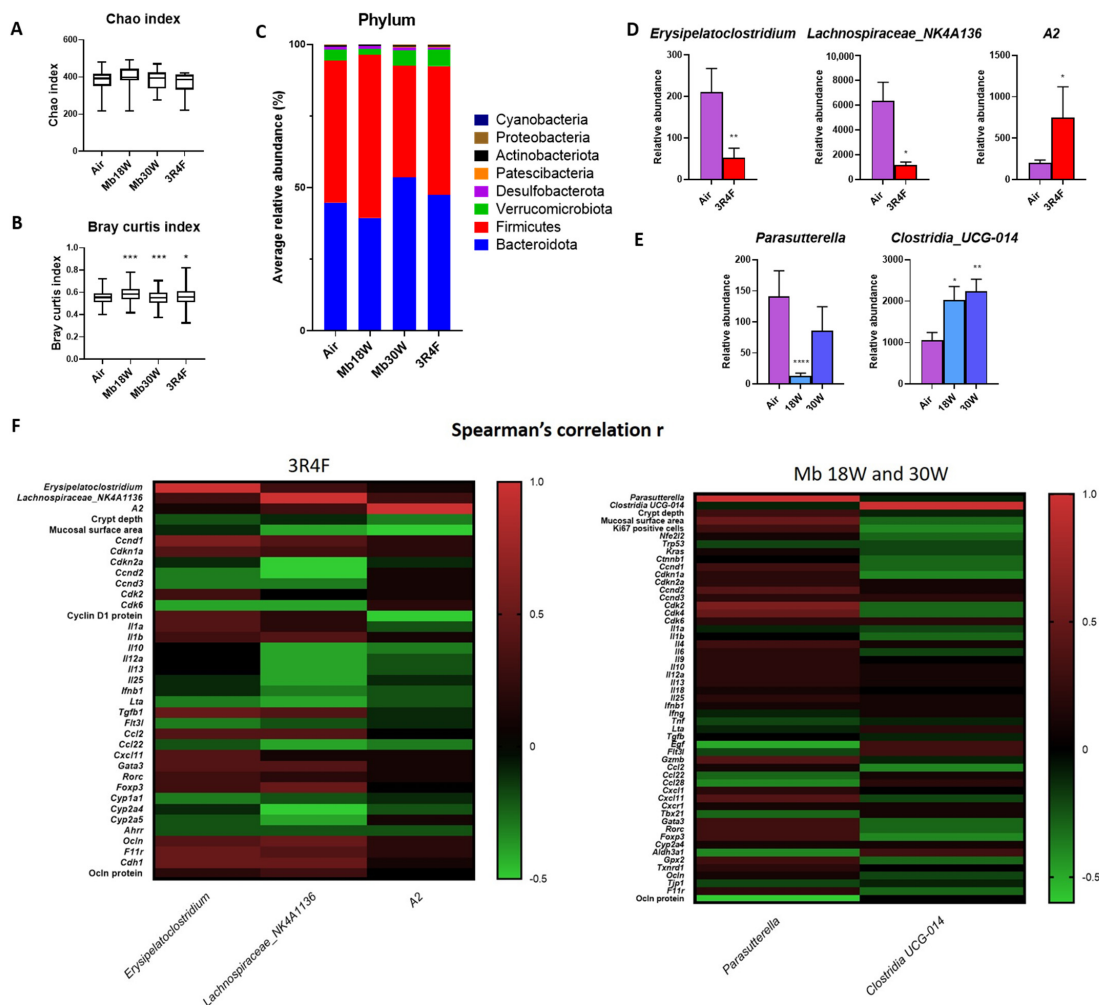 A
Chao index
Chao index
600
400
200
0
Air
Mb18W
Mb30W
3R4F
B
Bray curtis index
Bray curtis index
1.0
0.8
0.6
0.4
0.2
0.0
***
***
*
Air
Mb18W
Mb30W
3R4F
C
Phylum
Average relative abundance (%)
100
50
0
Air
Mb18W
Mb30W
3R4F
Cyanobacteria
Proteobacteria
Actinobacteriota
Patescibacteria
Desulfobacterota
Verrucomicrobiota
Firmicutes
Bacteroidota
D
Erysipelatoclostridium
Relative abundance
300
200
100
0
**
Air
3R4F
Lachnospiraceae_NK4A136
Relative abundance
10,000
8000
6000
4000
2000
0
*
Air
3R4F
A2
Relative abundance
1500
1000
500
0
*
Air
3R4F
E
Parasutterella
Relative abundance
200
150
100
50
0
****
Air
18W
30W
Clostridia_UCG-014
Relative abundance
3000
2000
1000
0
*
**
Air
18W
30W
F
Spearman's correlation r
3R4F
Erysipelatoclostridium
Lachnospiraceae_NK4A1136
A2
Crypt depth
Mucosal surface area
Ccnd1
Cdkn1a
Cdkn2a
Ccnd2
Ccnd3
Cdk2
Cdk6
Cyclin D1 protein
Il1a
Il1b
Il10
Il12a
Il13
Il25
Ifnb1
Lta
Tgfb1
Flt3l
Ccl2
Ccl22
Cxcl11
Gata3
Rorc
Foxp3
Cyp1a1
Cyp2a4
Cyp2a5
Ahrr
Ocln
F11r
Cdh1
Ocln protein
Erysipelatoclostridium
Lachnospiraceae_NK4A1136
A2
1.0
0.5
0
-0.5
Mb 18W and 30W
Parasutterella
Clostridia UCG-014
Crypt depth
Mucosal surface area
Ki67 positive cells
Nfe2l2
Trp53
Kras
Ctnnb1
Ccnd1
Cdkn1a
Cdkn2a
Ccnd2
Ccnd3
Cdk2
Cdk4
Cdk6
Il1a
Il1b
Il4
Il6
Il9
Il10
Il12a
Il13
Il18
Il25
Ifnb1
Ifng
Tnf
Lta
Tgfb
Egf
Flt3l
Gzmb
Ccl2
Ccl22
Ccl28
Cxcl1
Cxcl11
Cxcr1
Tbx21
Gata3
Rorc
Foxp3
Cyp2a4
Aldh3a1
Gpx2
Txnrd1
Ocln
Tjp1
F11r
Ocln protein
Parasutterella
Clostridia UCG-014
1.0
0.5
0
-0.5